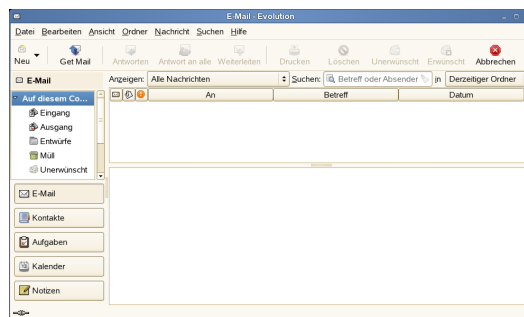 E-Mail - Evolution
Datei Bearbeiten Ansicht Ordner Nachricht Suchen Hilfe
Neu Get Mail Antworten Antwort an alle Weiterleiten Drucken Löschen Unerwünscht Erwünscht Abbrechen
E-Mail Anzeigen: Alle Nachrichten Suchen: Betreff oder Absender in Derzeitiger Ordner
Auf diesem Co... An Betreff Datum
Eingang
Ausgang
Entwürfe
Müll
Unerwünscht
E-Mail
Kontakte
Aufgaben
Kalender
Notizen